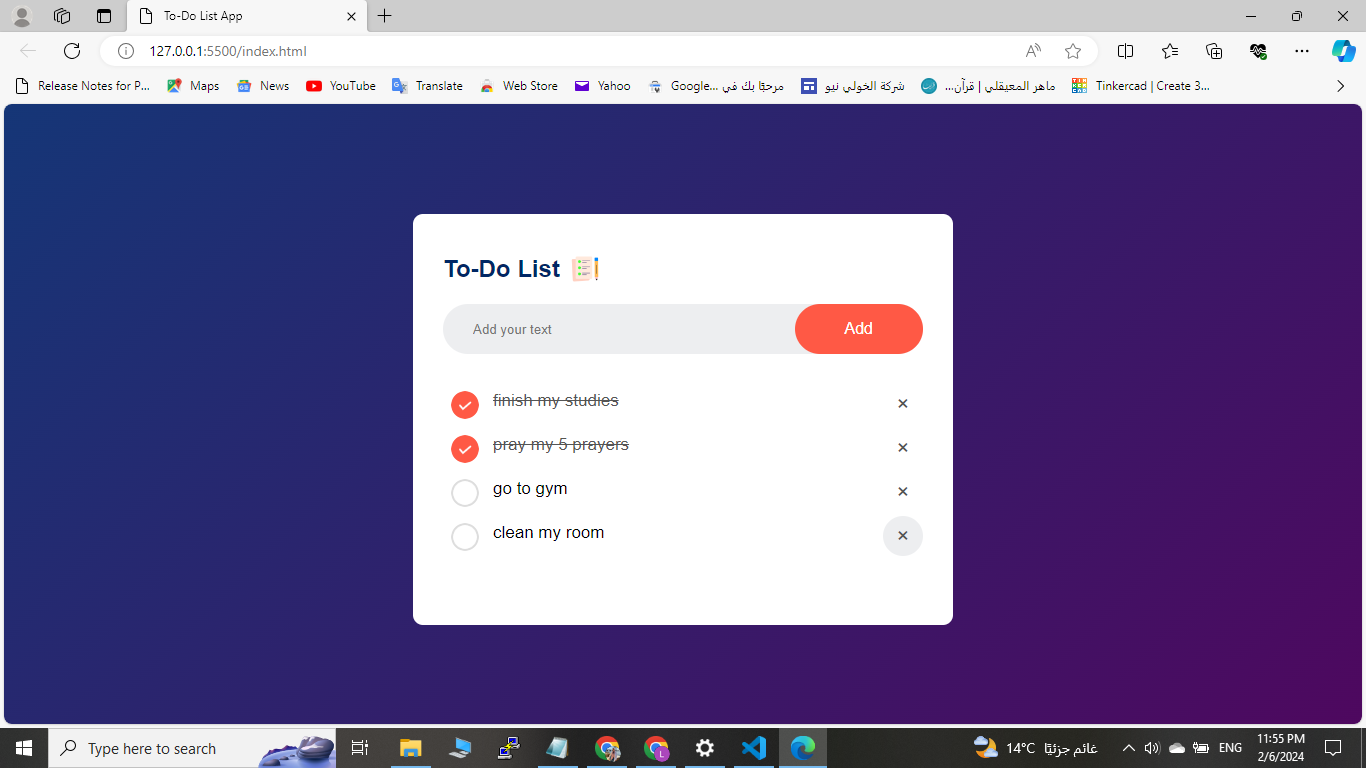 To-Do List App
127.0.0.1:5500/index.html
Release Notes for P...
Maps
News
YouTube
Translate
Web Store
Yahoo
مرحبًا بك في Google...
شركة الخولي نيو
ماهر المعيقلي | قرآن...
Tinkercad | Create 3...
To-Do List
Add your text
Add
finish my studies
pray my 5 prayers
go to gym
clean my room
Type here to search
14°C غائم جزئيًا
ENG
11:55 PM
2/6/2024